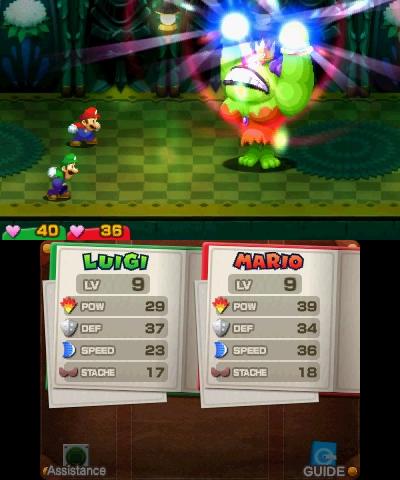 40 36
LUIGI MARIO
LV 9 LV 9
POW 29 POW 39
DEF 37 DEF 34
SPEED 23 SPEED 36
STACHE 17 STACHE 18
Assistance GUIDE